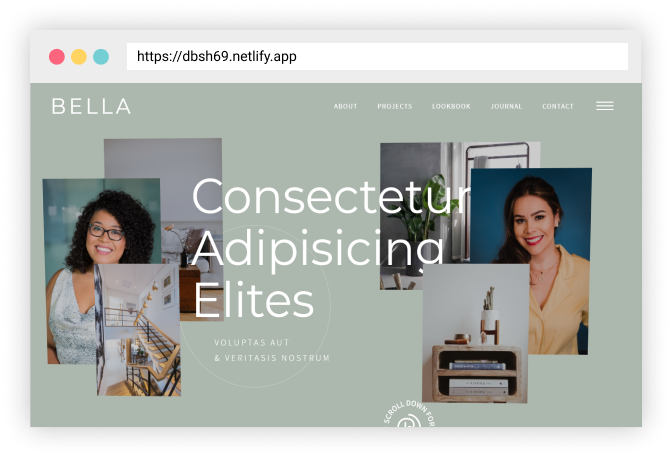 https://dbsh69.netlify.app
BELLA
ABOUT PROJECTS LOOKBOOK JOURNAL CONTACT
Consectetur
Adipisicing
Elites
VOLUPTAS AUT
& VERITASIS NOSTRUM
SCROLL DOWN FOR